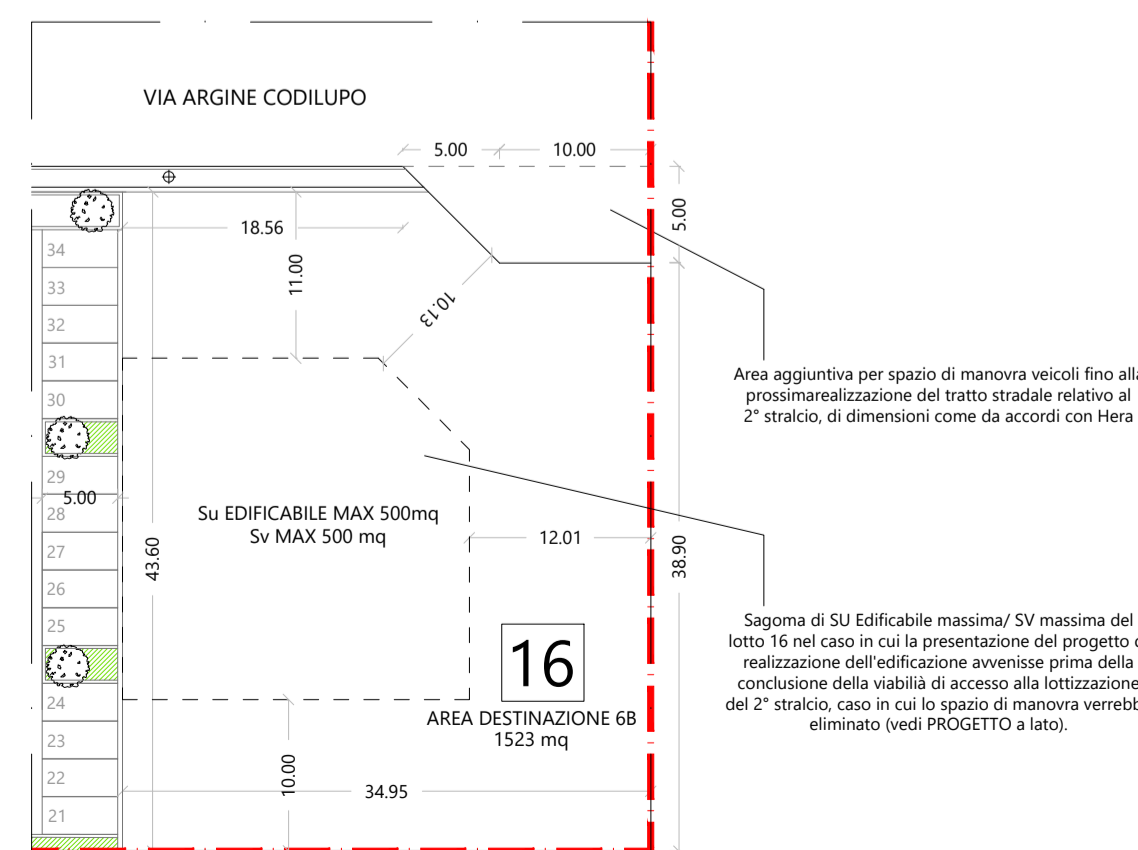 VIA ARGINE CODILUPO
5.00
10.00
5.00
18.56
11.00
10.13
34
33
32
31
30
29
5.00
28
27
26
25
24
23
22
21
43.60
Su EDIFICABILE MAX 500mq
Sv MAX 500 mq
12.01
38.90
16
AREA DESTINAZIONE 6B
1523 mq
10.00
34.95
Area aggiuntiva per spazio di manovra veicoli fino alla
prossimarealizzazione del tratto stradale relativo al
2° stralcio, di dimensioni come da accordi con Hera
Sagoma di SU Edificabile massima/ SV massima del
lotto 16 nel caso in cui la presentazione del progetto
realizzazione dell'edificazione avvenisse prima della
conclusione della viabilià di accesso alla lottizzazione
del 2° stralcio, caso in cui lo spazio di manovra verrebb
eliminato (vedi PROGETTO a lato).